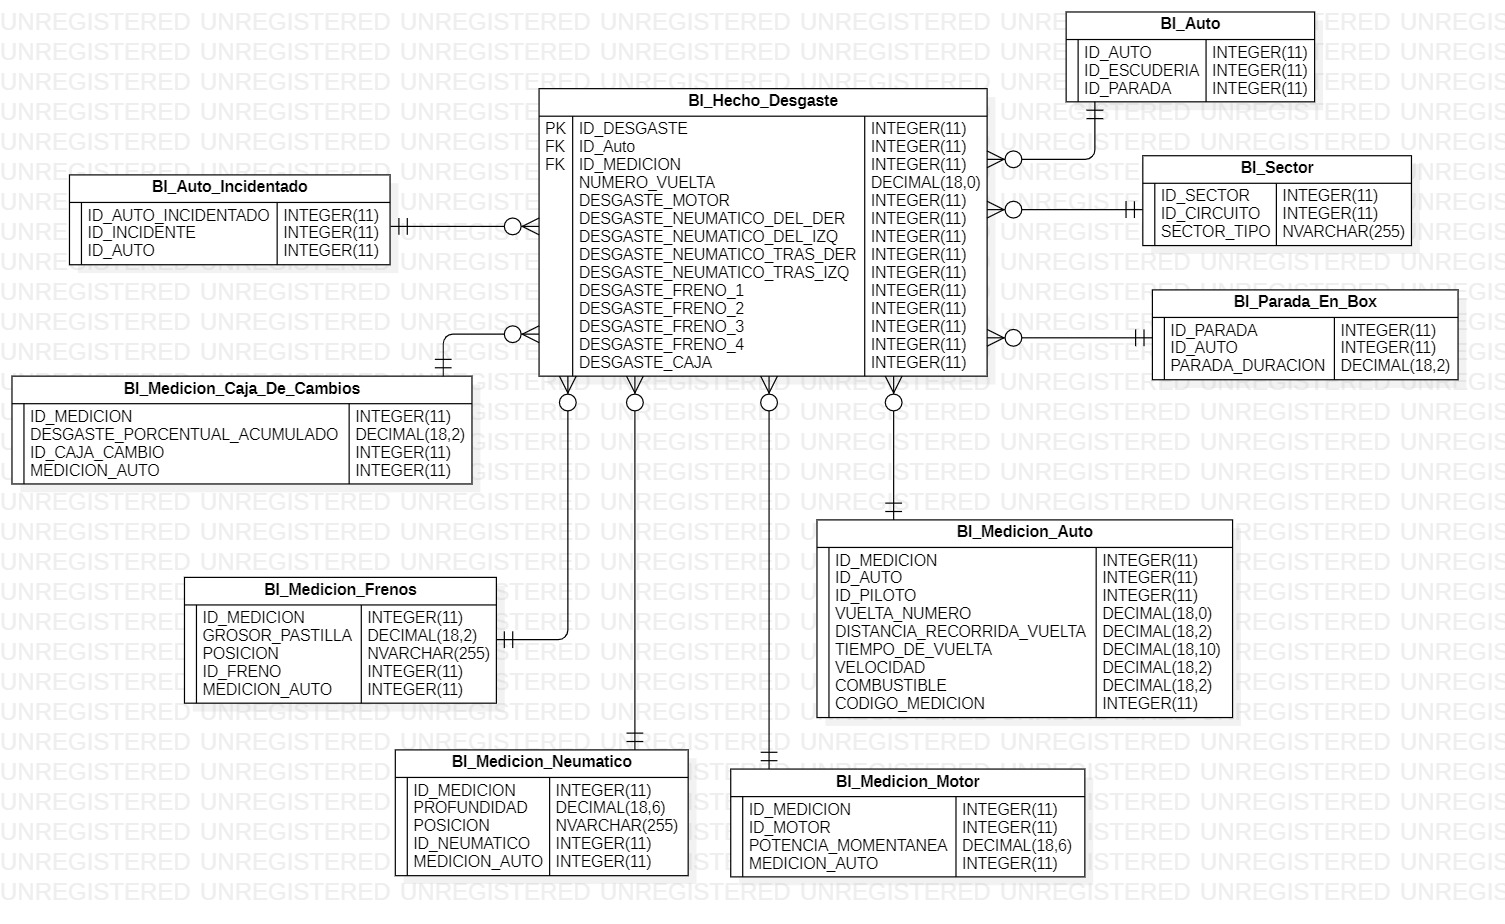 BI_Auto
ID_AUTO INTEGER(11)
ID_ESCUDERIA INTEGER(11)
ID_PARADA INTEGER(11)
BI_Hecho_Desgaste
PK ID_DESGASTE INTEGER(11)
FK ID_Auto INTEGER(11)
FK ID_MEDICION INTEGER(11)
NUMERO_VUELTA DECIMAL(18,0)
DESGASTE_MOTOR INTEGER(11)
DESGASTE_NEUMATICO_DEL_DER INTEGER(11)
DESGASTE_NEUMATICO_DEL_IZQ INTEGER(11)
DESGASTE_NEUMATICO_TRAS_DER INTEGER(11)
DESGASTE_NEUMATICO_TRAS_IZQ INTEGER(11)
DESGASTE_FRENO_1 INTEGER(11)
DESGASTE_FRENO_2 INTEGER(11)
DESGASTE_FRENO_3 INTEGER(11)
DESGASTE_FRENO_4 INTEGER(11)
DESGASTE_CAJA INTEGER(11)
BI_Sector
ID_SECTOR INTEGER(11)
ID_CIRCUITO INTEGER(11)
SECTOR_TIPO NVARCHAR(255)
BI_Auto_Incidentado
ID_AUTO_INCIDENTADO INTEGER(11)
ID_INCIDENTE INTEGER(11)
ID_AUTO INTEGER(11)
BI_Parada_En_Box
ID_PARADA INTEGER(11)
ID_AUTO INTEGER(11)
PARADA_DURACION DECIMAL(18,2)
BI_Medicion_Caja_De_Cambios
ID_MEDICION INTEGER(11)
DESGASTE_PORCENTUAL_ACUMULADO DECIMAL(18,2)
ID_CAJA_CAMBIO INTEGER(11)
MEDICION_AUTO INTEGER(11)
BI_Medicion_Auto
ID_MEDICION INTEGER(11)
ID_AUTO INTEGER(11)
ID_PILOTO INTEGER(11)
VUELTA_NUMERO DECIMAL(18,0)
DISTANCIA_RECORRIDA_VUELTA DECIMAL(18,2)
TIEMPO_DE_VUELTA DECIMAL(18,10)
VELOCIDAD DECIMAL(18,2)
COMBUSTIBLE DECIMAL(18,2)
CODIGO_MEDICION INTEGER(11)
BI_Medicion_Frenos
ID_MEDICION INTEGER(11)
GROSOR_PASTILLA DECIMAL(18,2)
POSICION NVARCHAR(255)
ID_FRENO INTEGER(11)
MEDICION_AUTO INTEGER(11)
BI_Medicion_Neumatico
ID_MEDICION INTEGER(11)
PROFUNDIDAD DECIMAL(18,6)
POSICION NVARCHAR(255)
ID_NEUMATICO INTEGER(11)
MEDICION_AUTO INTEGER(11)
BI_Medicion_Motor
ID_MEDICION INTEGER(11)
ID_MOTOR INTEGER(11)
POTENCIA_MOMENTANEA DECIMAL(18,6)
MEDICION_AUTO INTEGER(11)
UNREGISTERED